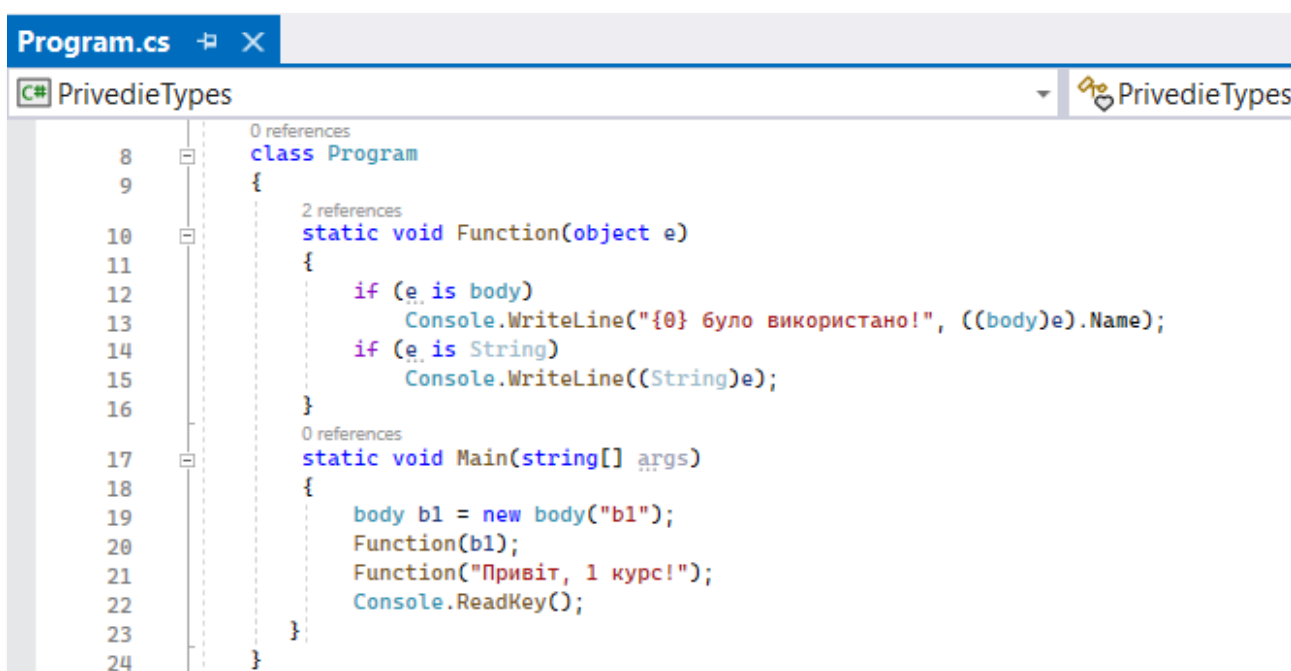 Program.cs
C# PrivedieTypes PrivedieTypes
0 references
8 class Program
9 {
2 references
10 static void Function(object e)
11 {
12 if (e is body)
13 Console.WriteLine("{0} було використано!", ((body)e).Name);
14 if (e is String)
15 Console.WriteLine((String)e);
16 }
0 references
17 static void Main(string[] args)
18 {
19 body b1 = new body("b1");
20 Function(b1);
21 Function("Привіт, 1 курс!");
22 Console.ReadKey();
23 }
24 }